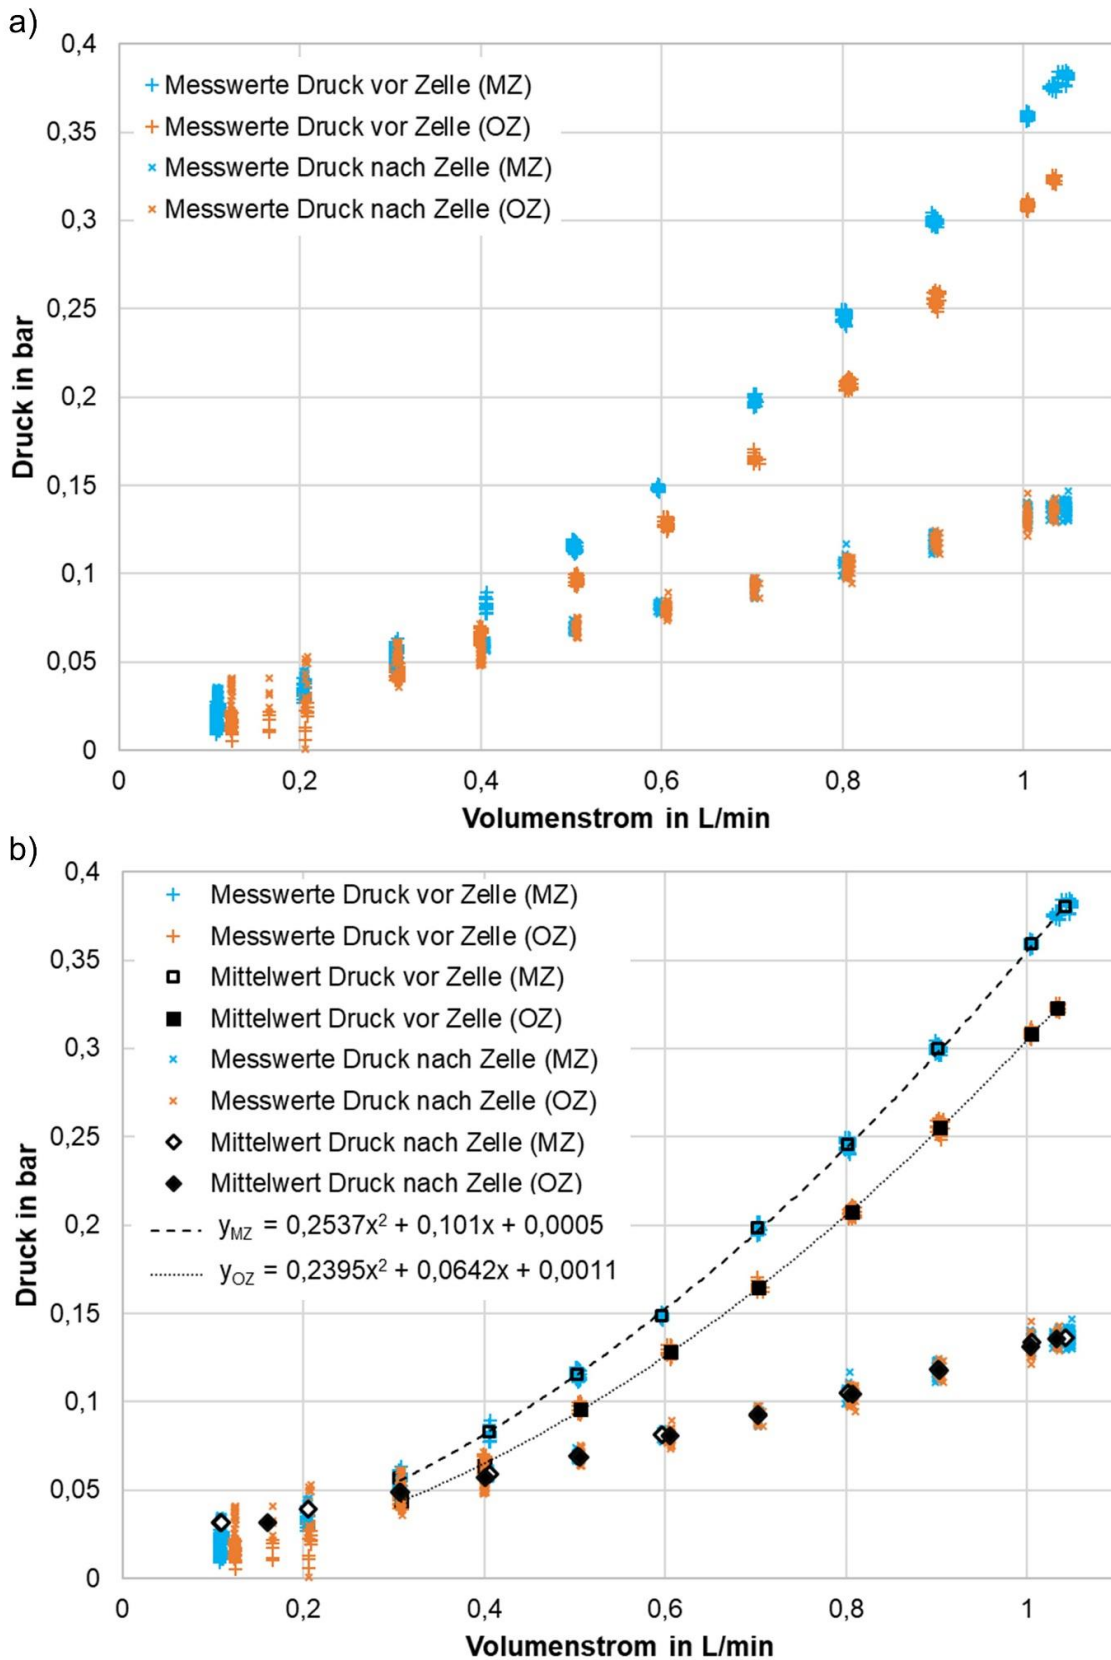 a)
0,4
+ Messwerte Druck vor Zelle (MZ)
+ Messwerte Druck vor Zelle (OZ)
× Messwerte Druck nach Zelle (MZ)
× Messwerte Druck nach Zelle (OZ)
0,35
0,3
0,25
0,2
0,15
0,1
0,05
0
Druck in bar
0 0,2 0,4 0,6 0,8 1
Volumenstrom in L/min
b)
0,4
+ Messwerte Druck vor Zelle (MZ)
+ Messwerte Druck vor Zelle (OZ)
Mittelwert Druck vor Zelle (MZ)
Mittelwert Druck vor Zelle (OZ)
× Messwerte Druck nach Zelle (MZ)
× Messwerte Druck nach Zelle (OZ)
Mittelwert Druck nach Zelle (MZ)
Mittelwert Druck nach Zelle (OZ)
y_MZ = 0,2537x² + 0,101x + 0,0005
y_OZ = 0,2395x² + 0,0642x + 0,0011
0,35
0,3
0,25
0,2
0,15
0,1
0,05
0
Druck in bar
0 0,2 0,4 0,6 0,8 1
Volumenstrom in L/min